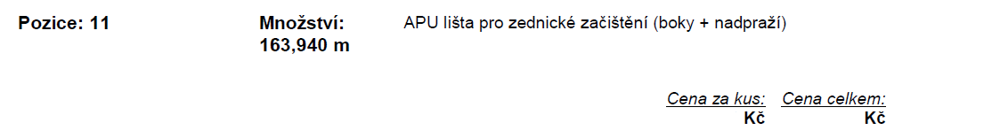 Pozice: 11 Množství: APU lišta pro zednické začištění (boky + nadpraží)
163,940 m
Cena za kus: Cena celkem:
Kč Kč